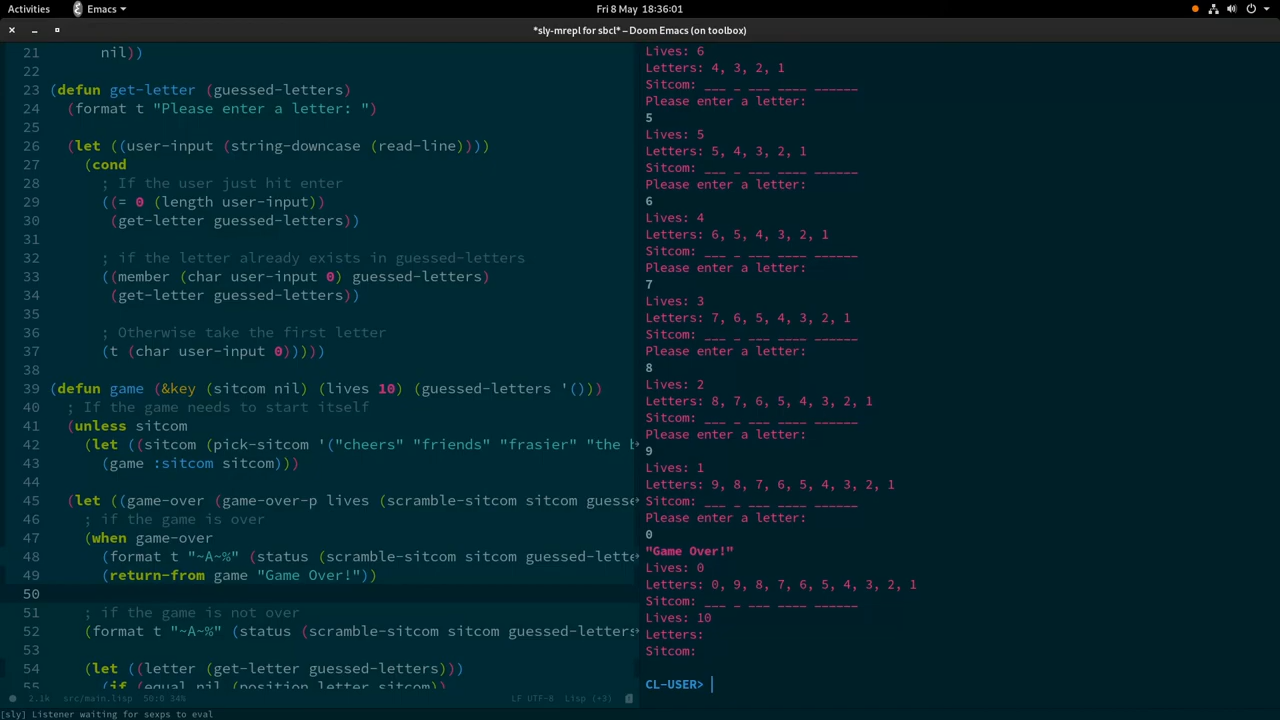 Activities Emacs Fri 8 May 18:36:01
*sly-mrepl for sbcl* – Doom Emacs (on toolbox)
21 nil))
22
23 (defun get-letter (guessed-letters)
24 (format t "Please enter a letter: ")
25
26 (let ((user-input (string-downcase (read-line))))
27 (cond
28 ; If the user just hit enter
29 ((= 0 (length user-input))
30 (get-letter guessed-letters))
31
32 ; if the letter already exists in guessed-letters
33 ((member (char user-input 0) guessed-letters)
34 (get-letter guessed-letters))
35
36 ; Otherwise take the first letter
37 (t (char user-input 0)))))
38
39 (defun game (&key (sitcom nil) (lives 10) (guessed-letters '()))
40 ; If the game needs to start itself
41 (unless sitcom
42 (let ((sitcom (pick-sitcom '("cheers" "friends" "frasier" "the b
43 (game :sitcom sitcom)))
44
45 (let ((game-over (game-over-p lives (scramble-sitcom sitcom guesse
46 ; if the game is over
47 (when game-over
48 (format t "~A~%" (status (scramble-sitcom sitcom guessed-lette
49 (return-from game "Game Over!"))
50
51 ; if the game is not over
52 (format t "~A~%" (status (scramble-sitcom sitcom guessed-letters
53
54 (let ((letter (get-letter guessed-letters)))
55 (if (equal nil (position letter sitcom))
2.1k src/main.lisp 50:0 34% LF UTF-8 Lisp (+3)
[sly] Listener waiting for sexps to eval
Lives: 6
Letters: 4, 3, 2, 1
Sitcom: ___ _ ___ ____ ______
Please enter a letter:
5
Lives: 5
Letters: 5, 4, 3, 2, 1
Sitcom: ___ _ ___ ____ ______
Please enter a letter:
6
Lives: 4
Letters: 6, 5, 4, 3, 2, 1
Sitcom: ___ _ ___ ____ ______
Please enter a letter:
7
Lives: 3
Letters: 7, 6, 5, 4, 3, 2, 1
Sitcom: ___ _ ___ ____ ______
Please enter a letter:
8
Lives: 2
Letters: 8, 7, 6, 5, 4, 3, 2, 1
Sitcom: ___ _ ___ ____ ______
Please enter a letter:
9
Lives: 1
Letters: 9, 8, 7, 6, 5, 4, 3, 2, 1
Sitcom: ___ _ ___ ____ ______
Please enter a letter:
0
"Game Over!"
Lives: 0
Letters: 0, 9, 8, 7, 6, 5, 4, 3, 2, 1
Sitcom: ___ _ ___ ____ ______
Lives: 10
Letters:
Sitcom:
CL-USER>